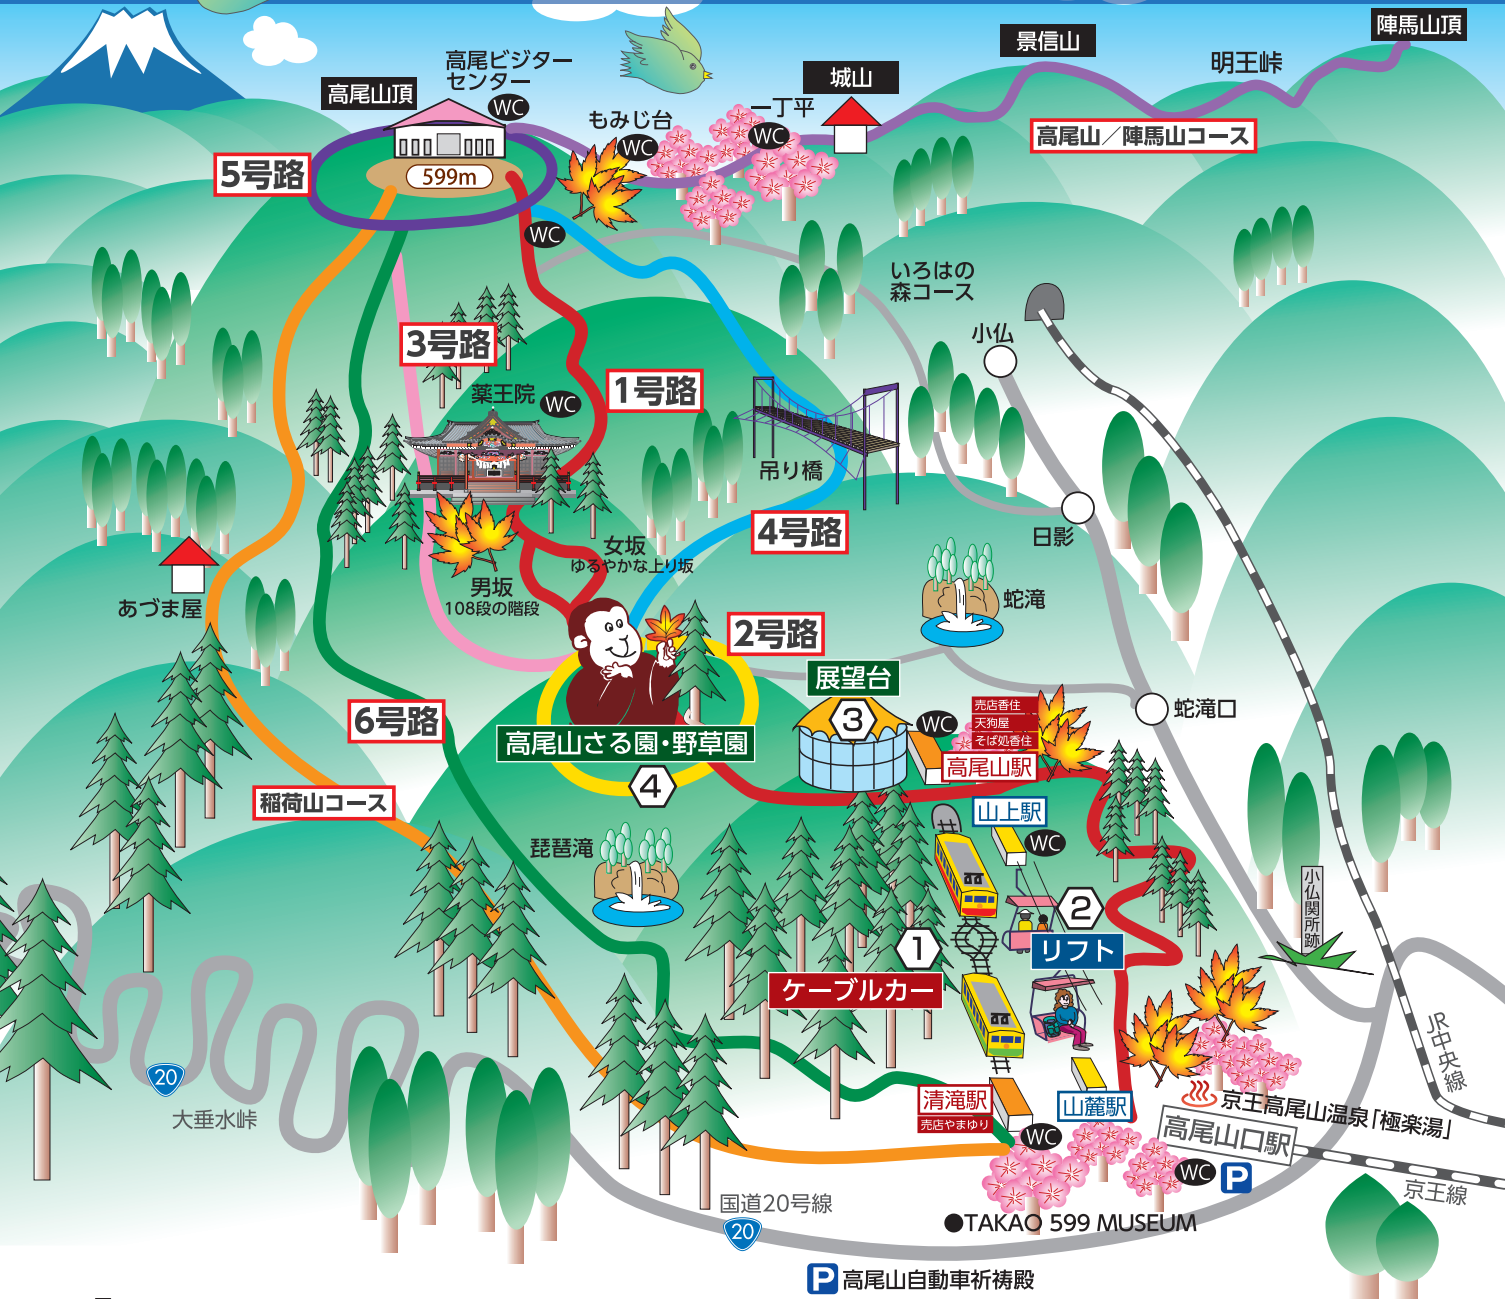 陣馬山頂
景信山
明王峠
高尾ビジター
センター
WC
城山
高尾山頂
一丁平
WC
もみじ台
WC
高尾山／陣馬山コース
5号路
599m
WC
いろはの
森コース
小仏
3号路
1号路
薬王院
WC
吊り橋
4号路
日影
女坂
ゆるやかな上り坂
男坂
108段の階段
あづま屋
蛇滝
2号路
展望台
3
WC
売店香住
天狗屋
そば処香住
高尾山駅
蛇滝口
6号路
高尾山さる園・野草園
4
稲荷山コース
山上駅
WC
琵琶滝
小仏関所跡
2
リフト
1
ケーブルカー
JR中央線
20
大垂水峠
清滝駅
売店やまゆり
山麓駅
京王高尾山温泉「極楽湯」
高尾山口駅
WC
WC
P
京王線
国道20号線
20
●TAKAO 599 MUSEUM
P 高尾山自動車祈祷殿